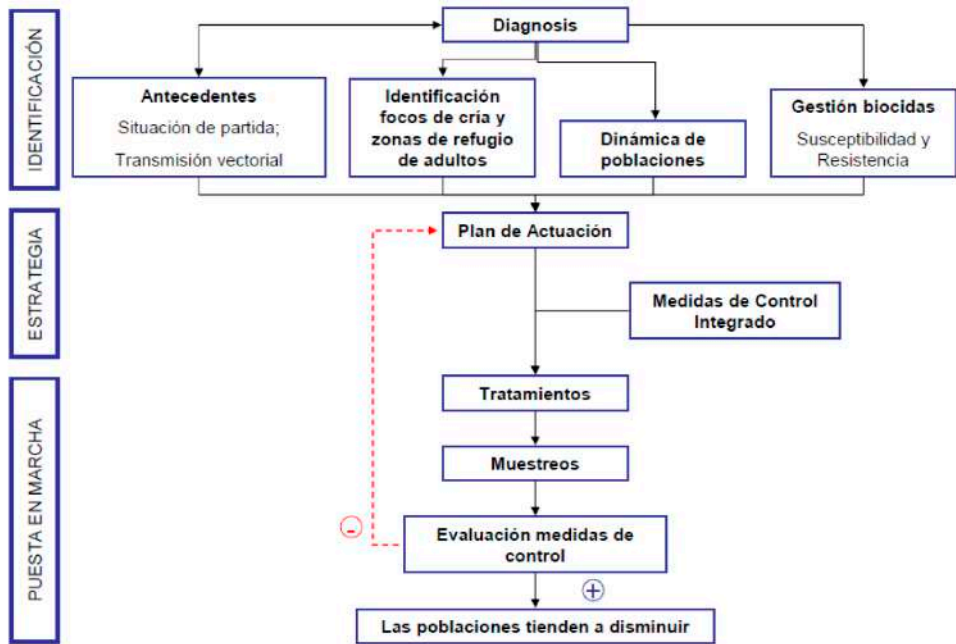 IDENTIFICACIÓN
Diagnosis
Antecedentes
Situación de partida;
Transmisión vectorial
Identificación
focos de cría y
zonas de refugio
de adultos
Dinámica de
poblaciones
Gestión biocidas
Susceptibilidad y
Resistencia
ESTRATEGIA
Plan de Actuación
Medidas de Control
Integrado
PUESTA EN MARCHA
Tratamientos
Muestreos
Evaluación medidas de
control
-
+
Las poblaciones tienden a disminuir